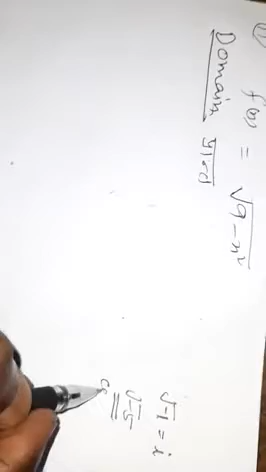 f(x) = √9-x²
Domain
√-1 = i
√-5